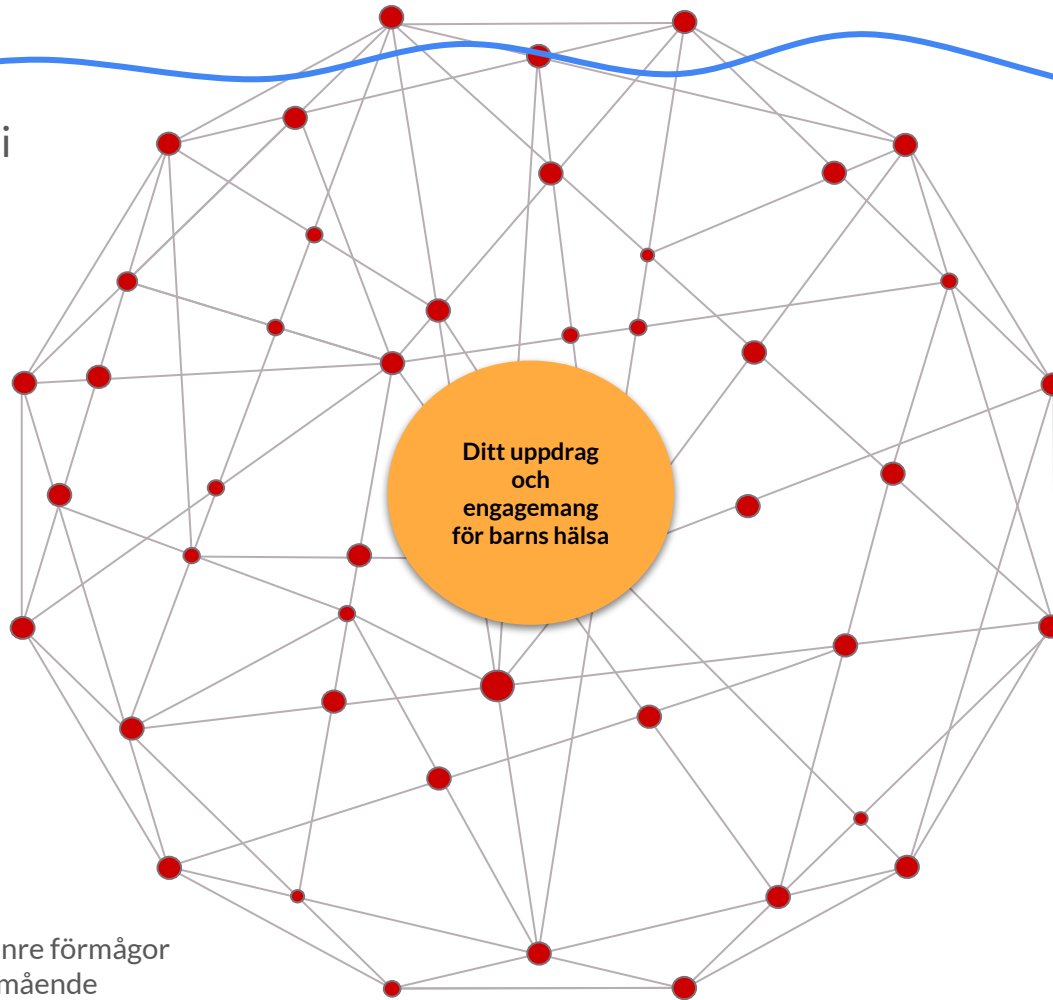 i
Ditt uppdrag
och
engagemang
för barns hälsa
nre förmågor
mående